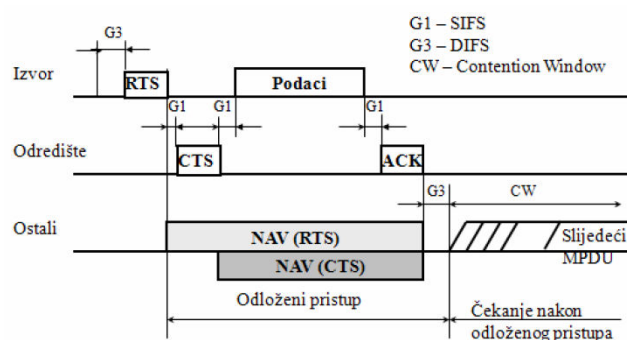 G1 – SIFS
G3 – DIFS
CW – Contention Window
G3
Izvor
RTS
Podaci
G1
G1
G1
Odredište
CTS
ACK
G3
CW
Ostali
NAV (RTS)
NAV (CTS)
Slijedeći
MPDU
Odloženi pristup
Čekanje nakon
odloženog pristupa